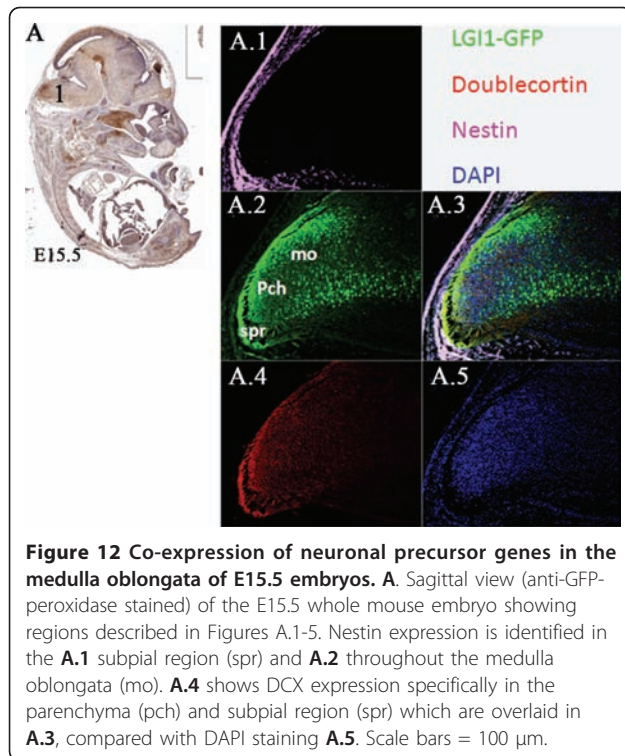 A
A.1
LGI1-GFP
Doublecortin
Nestin
DAPI
1
E15.5
A.2
mo
Pch
spr
A.3
A.4
A.5
Figure 12 Co-expression of neuronal precursor genes in the
medulla oblongata of E15.5 embryos. A. Sagittal view (anti-GFP-
peroxidase stained) of the E15.5 whole mouse embryo showing
regions described in Figures A.1-5. Nestin expression is identified in
the A.1 subpial region (spr) and A.2 throughout the medulla
oblongata (mo). A.4 shows DCX expression specifically in the
parenchyma (pch) and subpial region (spr) which are overlaid in
A.3, compared with DAPI staining A.5. Scale bars = 100 μm.